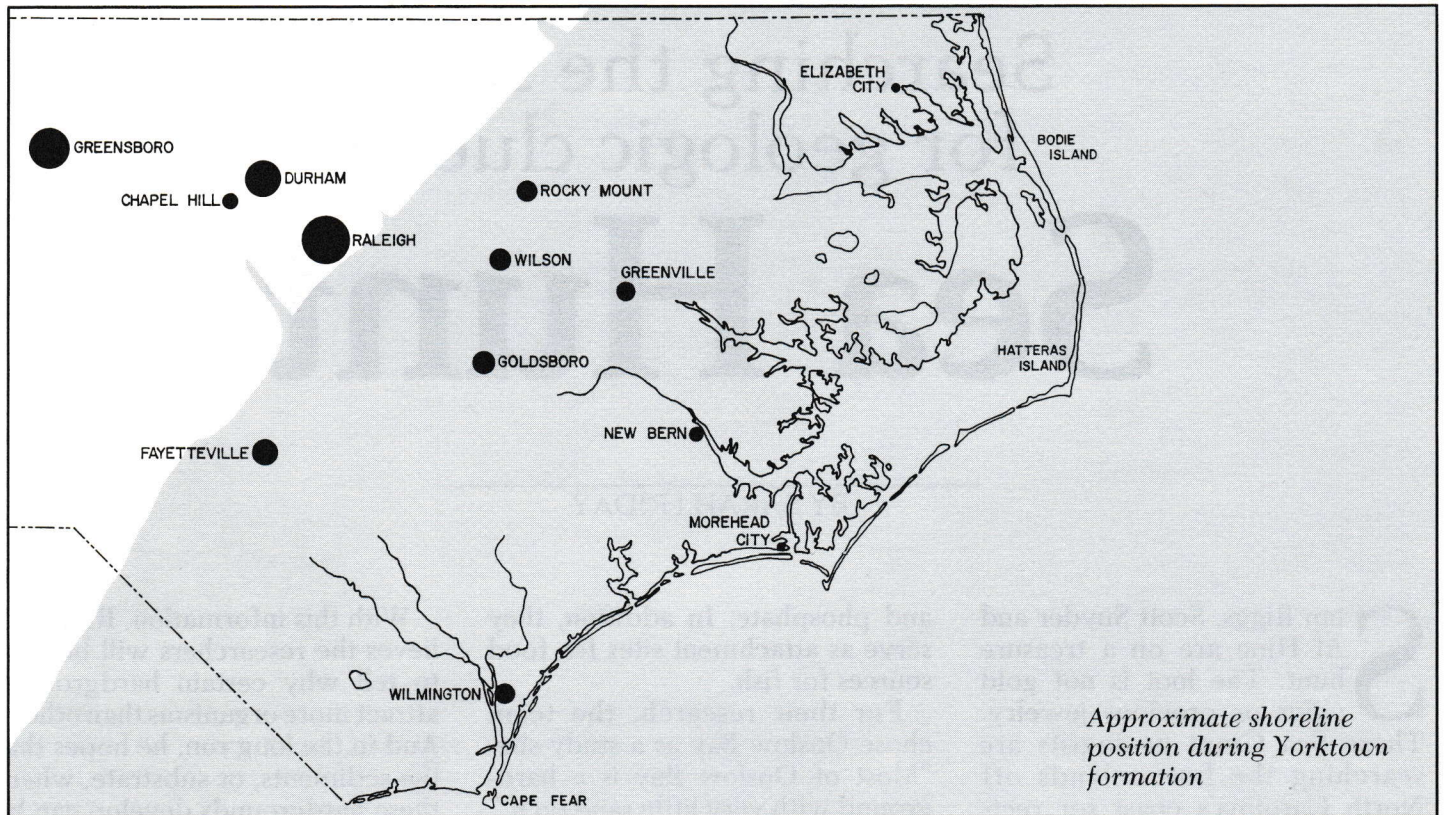 ELIZABETH
CITY
BODIE
ISLAND
GREENSBORO
DURHAM
CHAPEL HILL
ROCKY MOUNT
RALEIGH
WILSON
GREENVILLE
HATTERAS
ISLAND
GOLDSBORO
NEW BERN
FAYETTEVILLE
MOREHEAD
CITY
WILMINGTON
CAPE FEAR
Approximate shoreline
position during Yorktown
formation